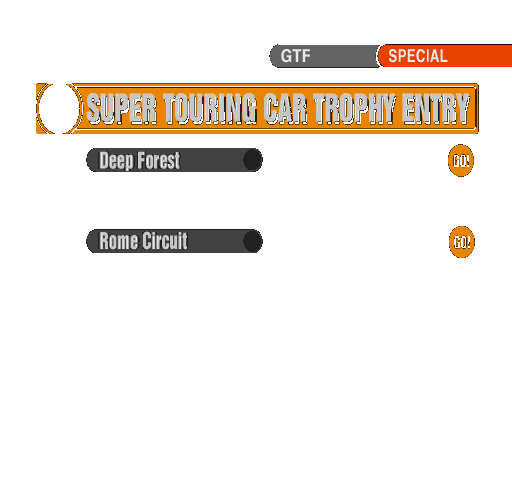 GTF SPECIAL
SUPER TOURING CAR TROPHY ENTRY
Deep Forest GO!
Rome Circuit GO!